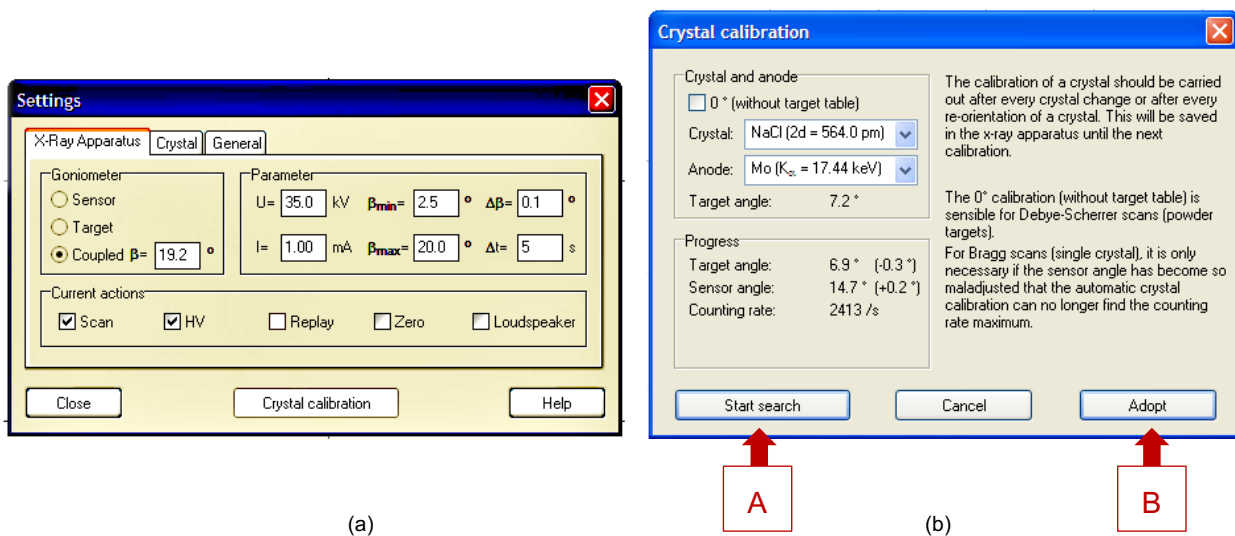 Settings
X-Ray Apparatus Crystal General
Goniometer
Sensor
Target
Coupled β= 19.2 °
Parameter
U= 35.0 kV βmin= 2.5 ° Δβ= 0.1 °
I= 1.00 mA βmax= 20.0 ° Δt= 5 s
Current actions
Scan HV Replay Zero Loudspeaker
Close Crystal calibration Help
(a)
Crystal calibration
Crystal and anode
0 ° (without target table)
Crystal: NaCl (2d = 564.0 pm)
Anode: Mo (Kα = 17.44 keV)
Target angle: 7.2 °
Progress
Target angle: 6.9 ° (-0.3 °)
Sensor angle: 14.7 ° (+0.2 °)
Counting rate: 2413 /s
The calibration of a crystal should be carried
out after every crystal change or after every
re-orientation of a crystal. This will be saved
in the x-ray apparatus until the next
calibration.
The 0° calibration (without target table) is
sensible for Debye-Scherrer scans (powder
targets).
For Bragg scans (single crystal), it is only
necessary if the sensor angle has become so
maladjusted that the automatic crystal
calibration can no longer find the counting
rate maximum.
Start search Cancel Adopt
A B
(b)